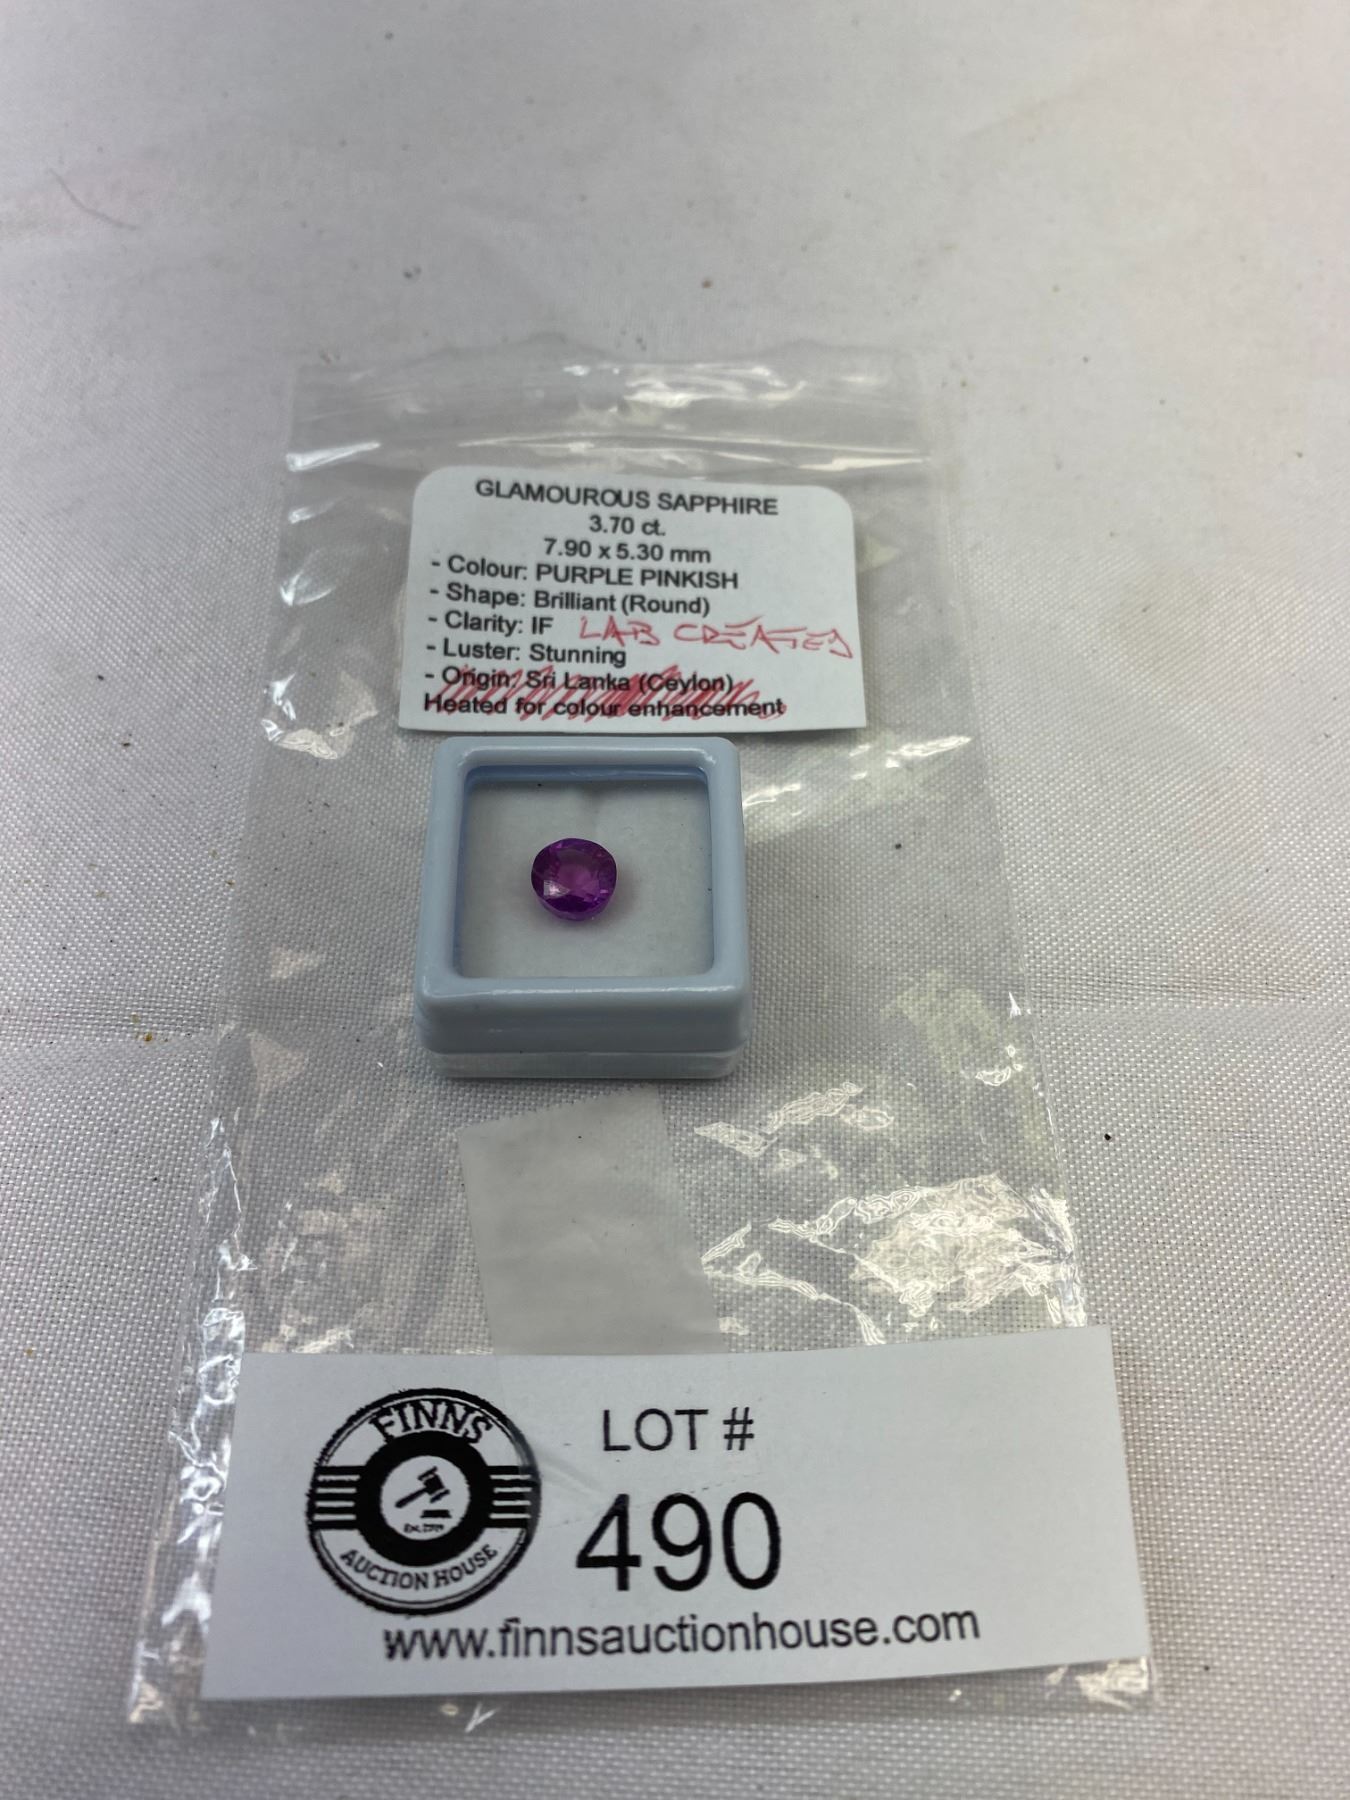 GLAMOUROUS SAPPHIRE
3.70 ct.
7.90 x 5.30 mm
- Colour: PURPLE PINKISH
- Shape: Brilliant (Round)
- Clarity: IF LAB CREATED
- Luster: Stunning
- Origin: Sri Lanka (Ceylon)
Heated for colour enhancement
FINNS
AUCTION HOUSE
LOT #
490
www.finnsauctionhouse.com